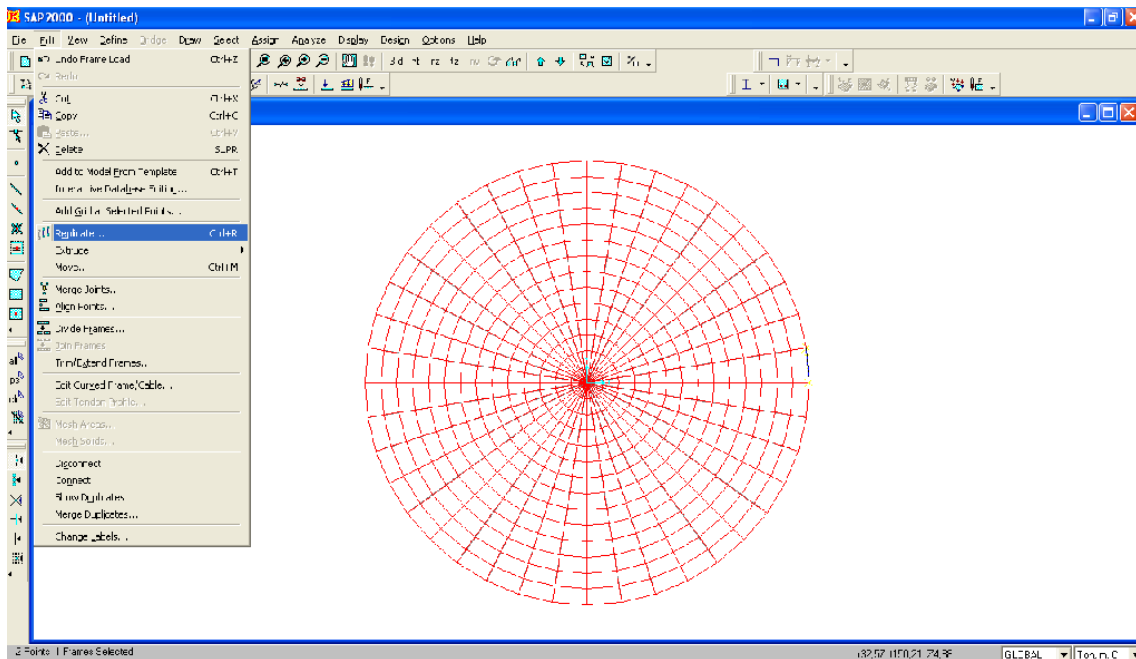 SAP2000 - (Untitled)
File Edit View Define Bridge Draw Select Assign Analyze Display Design Options Help
3d
Undo Frame Load Ctrl+Z
Redo
Cut Ctrl+X
Copy Ctrl+C
Paste... Ctrl+V
Delete SUPR
Add to Model From Template Ctrl+T
Interactive Database Editing...
Add Grid at Selected Points...
Replicate... Ctrl+R
Extrude
Move... Ctrl+M
Merge Joints...
Align Points...
Divide Frames...
Join Frames
Trim/Extend Frames...
Edit Curved Frame/Cable...
Edit Tendon Profile...
Mesh Areas...
Mesh Solids...
Disconnect
Connect
Show Duplicates
Merge Duplicates...
Change Labels...
all
2 Points, 1 Frames Selected
GLOBAL
Ton, m, C